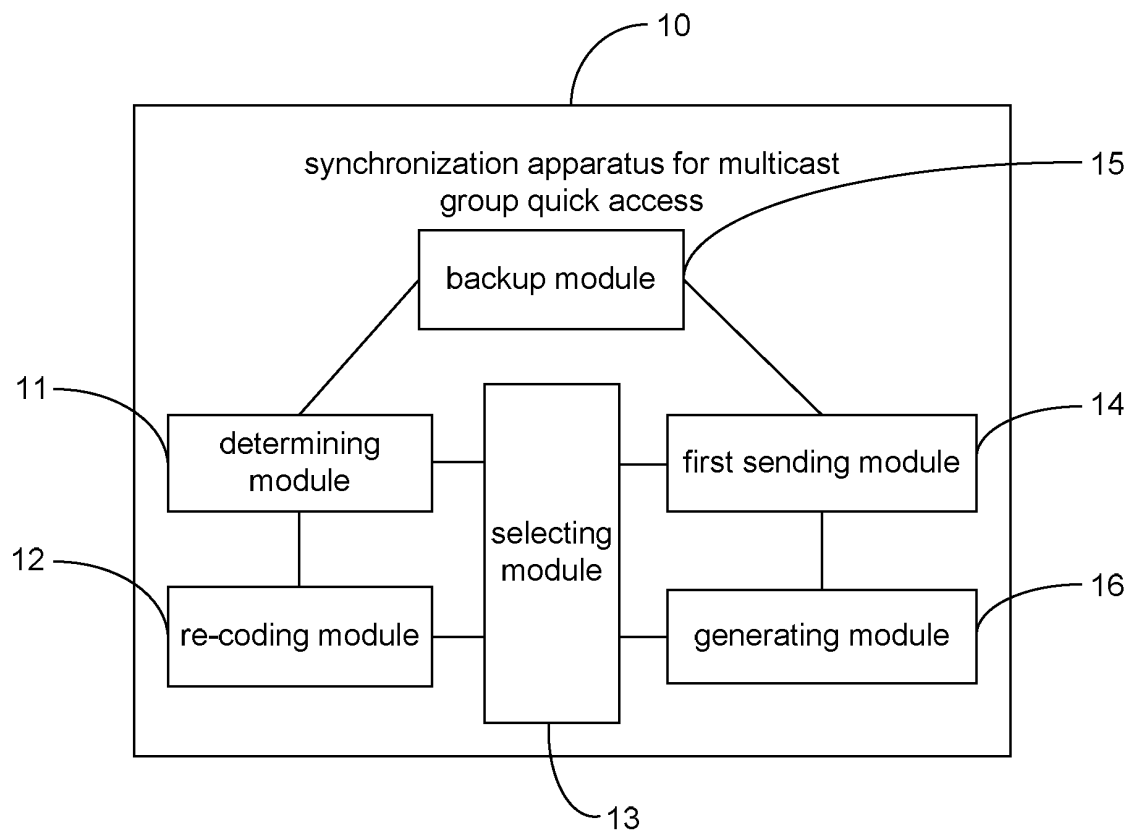 10
synchronization apparatus for multicast
group quick access
15
backup module
11
determining
module
14
first sending module
selecting
module
12
re-coding module
16
generating module
13